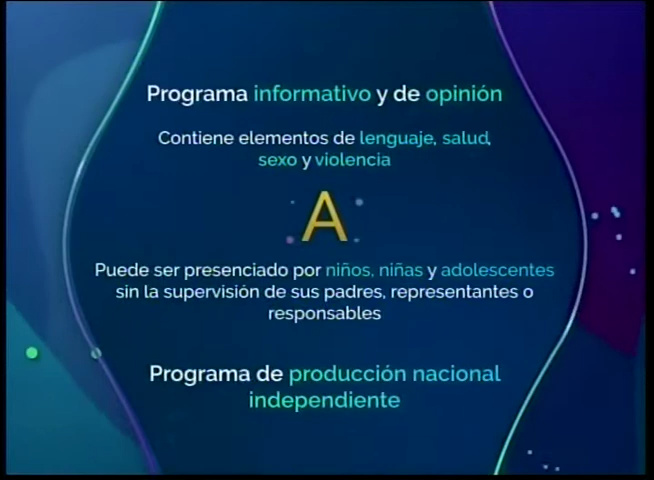 Programa informativo y de opinión
Contiene elementos de lenguaje, salud,
sexo y violencia
A
Puede ser presenciado por niños, niñas y adolescentes
sin la supervisión de sus padres, representantes o
responsables
Programa de producción nacional
independiente